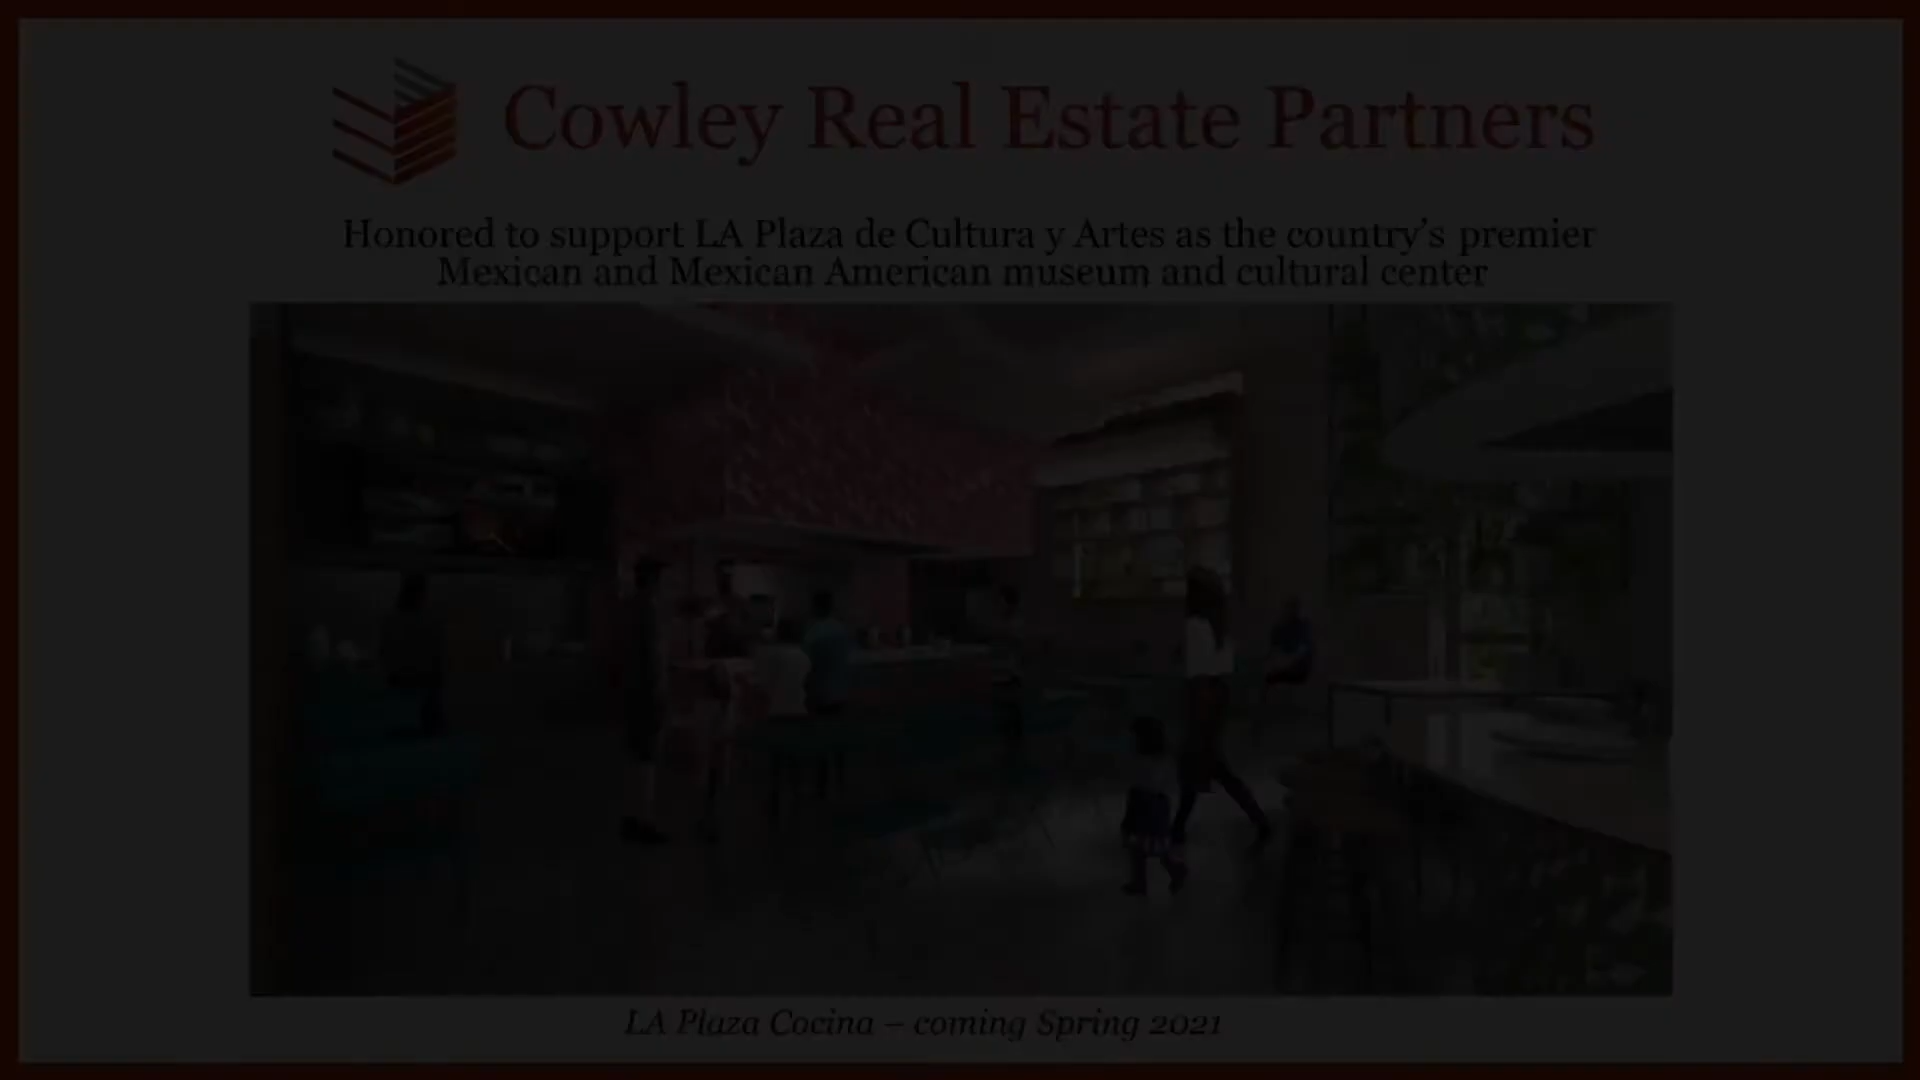 Cowley Real Estate Partners
Honored to support LA Plaza de Cultura y Artes as the country's premier
Mexican and Mexican American museum and cultural center
LA Plaza Cocina – coming Spring 2021